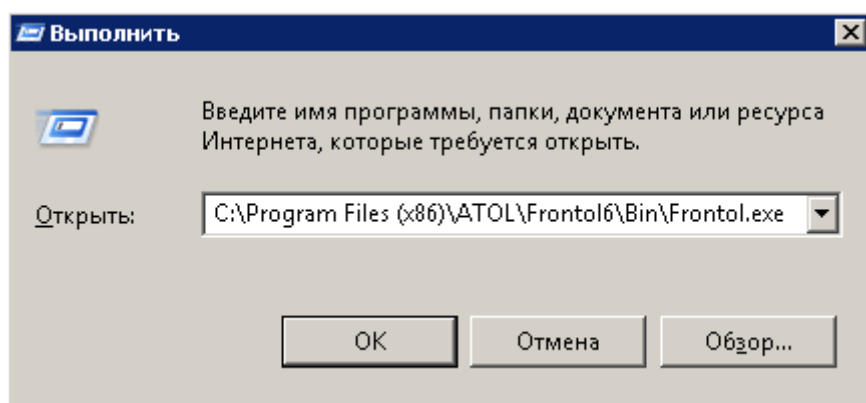 Выполнить
Введите имя программы, папки, документа или ресурса
Интернета, которые требуется открыть.
Открыть:
C:\Program Files (x86)\ATOL\Frontol6\Bin\Frontol.exe
OK
Отмена
Обзор...